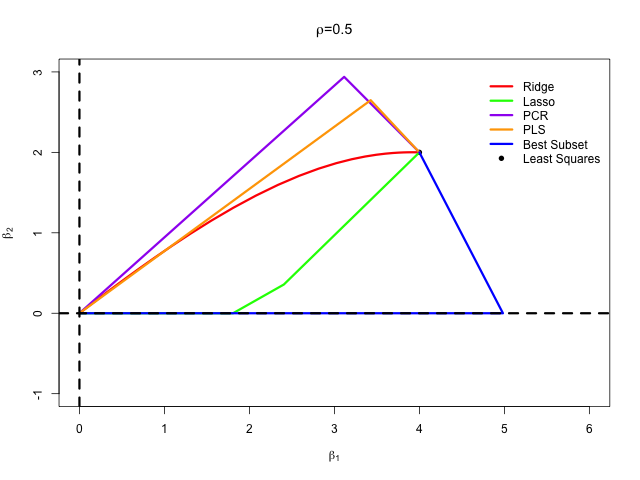 ρ=0.5
Ridge
Lasso
PCR
PLS
Best Subset
Least Squares
β₂
3
2
1
0
-1
0 1 2 3 4 5 6
β₁